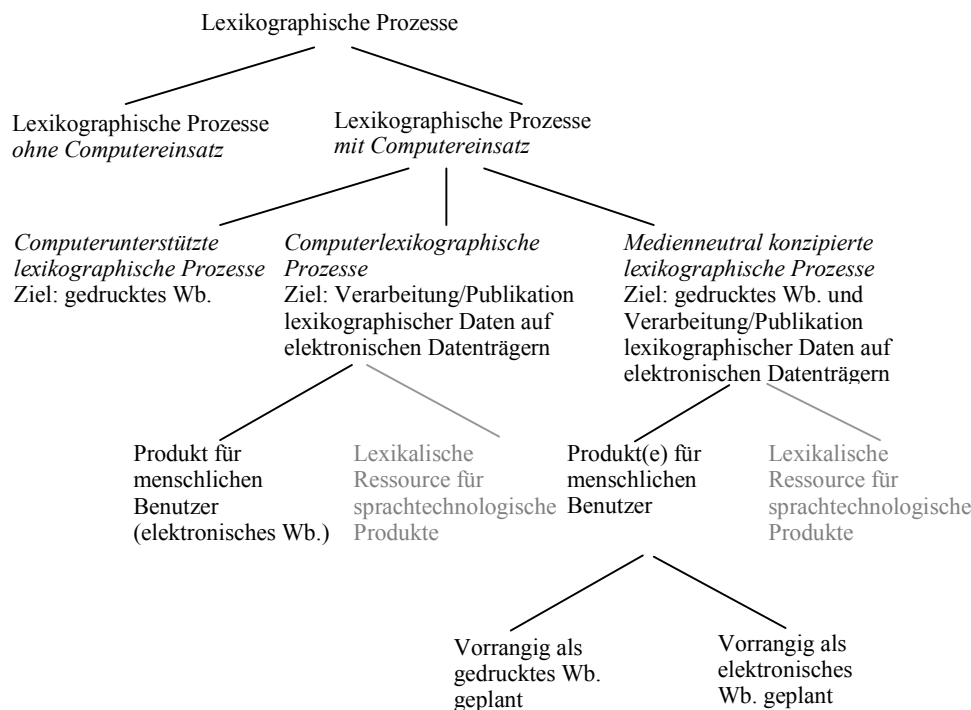 Lexikographische Prozesse
Lexikographische Prozesse
ohne Computereinsatz
Lexikographische Prozesse
mit Computereinsatz
Computerunterstützte
lexikographische Prozesse
Ziel: gedrucktes Wb.
Computerlexikographische
Prozesse
Ziel: Verarbeitung/Publikation
lexikographischer Daten auf
elektronischen Datenträgern
Medienneutral konzipierte
lexikographische Prozesse
Ziel: gedrucktes Wb. und
Verarbeitung/Publikation
lexikographischer Daten auf
elektronischen Datenträgern
Produkt für
menschlichen
Benutzer
(elektronisches Wb.)
Lexikalische
Ressource für
sprachtechnologische
Produkte
Produkt(e) für
menschlichen
Benutzer
Lexikalische
Ressource für
sprachtechnologische
Produkte
Vorrangig als
gedrucktes Wb.
geplant
Vorrangig als
elektronisches
Wb. geplant